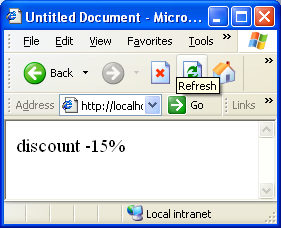 Untitled Document - Micro...
File Edit View Favorites Tools »
Back »
Refresh
Address http://localho Go Links »
discount -15%
Local intranet